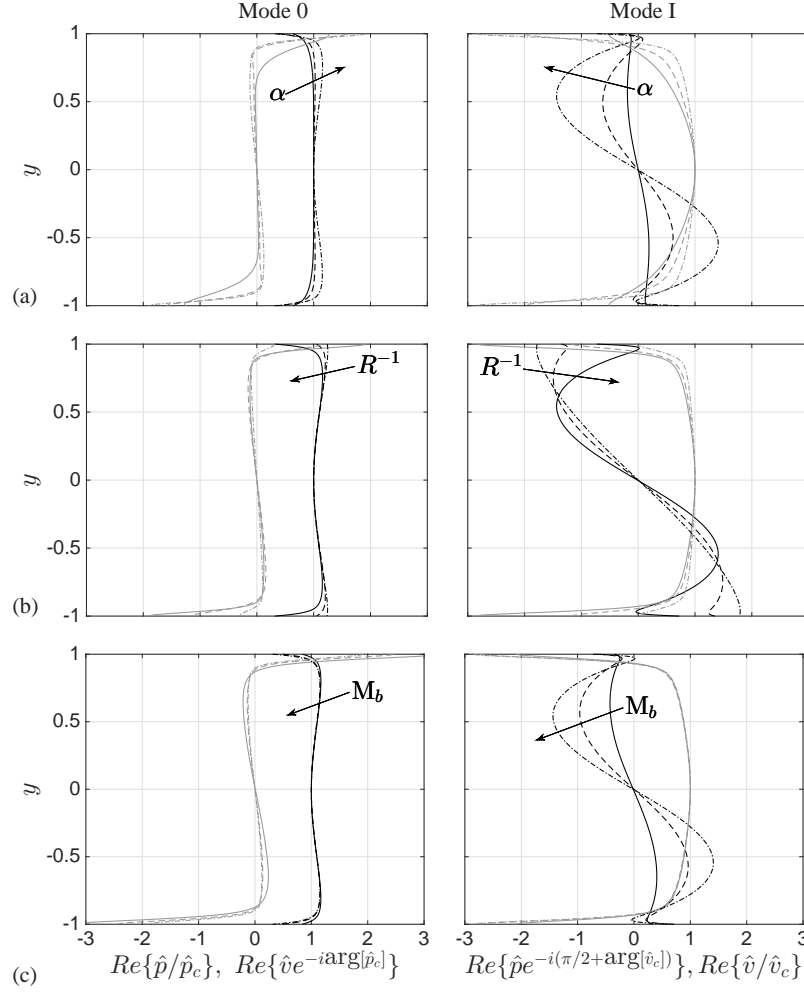 Mode 0 Mode I
1
0.5
y 0
-0.5
(a) -1
α α
1
0.5
y 0
-0.5
(b) -1
R⁻¹ R⁻¹
1
0.5
y 0
-0.5
-1
M_b M_b
-3 -2 -1 0 1 2 3 -3 -2 -1 0 1 2 3
(c) Re{p̂/p̂_c}, Re{v̂e^{-i arg[p̂_c]}} Re{p̂e^{-i(π/2+arg[v̂_c])}}, Re{v̂/v̂_c}